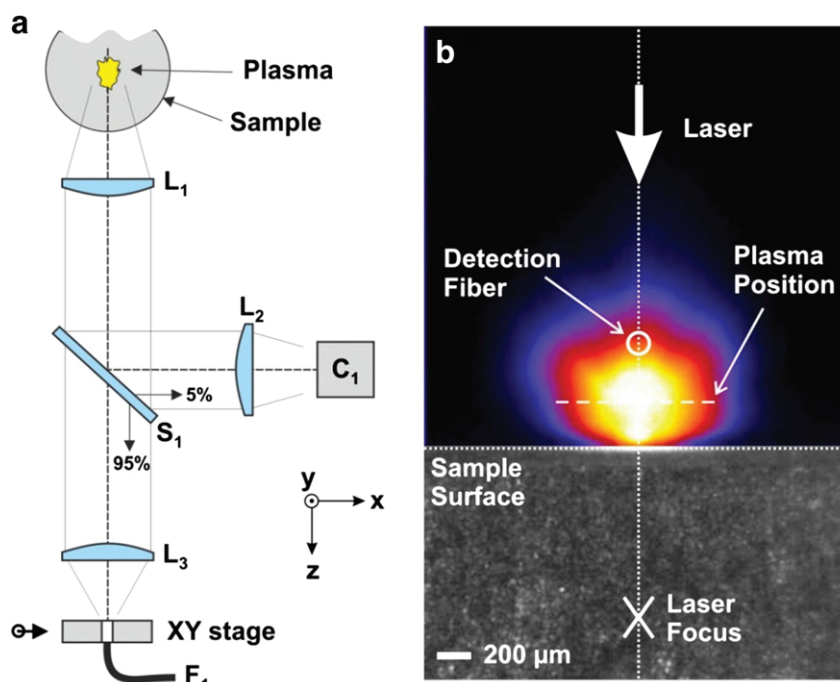 a
Plasma
Sample
L1
L2
C1
5%
S1
95%
y
x
z
L3
XY stage
F1
b
Laser
Detection
Fiber
Plasma
Position
Sample
Surface
Laser
Focus
200 µm